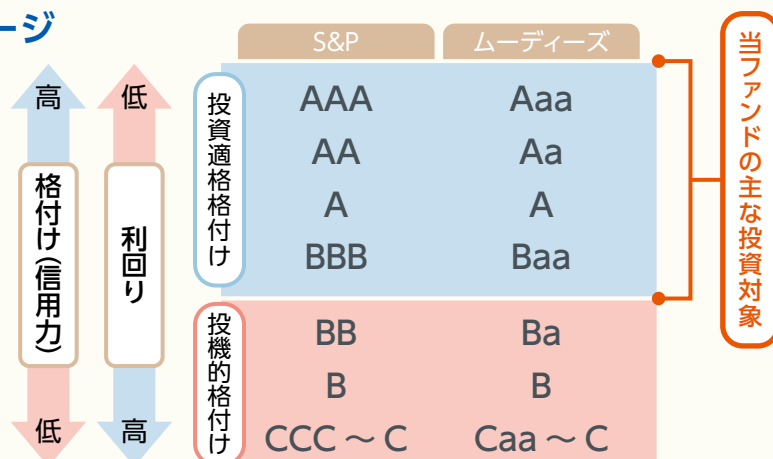 ージ
S&P
ムーディーズ
高
格付け(信用力)
低
低
利回り
高
投資適格格付け
AAA
Aaa
AA
Aa
A
A
BBB
Baa
投機的格付け
BB
Ba
B
B
CCC ～ C
Caa ～ C
当ファンドの主な投資対象